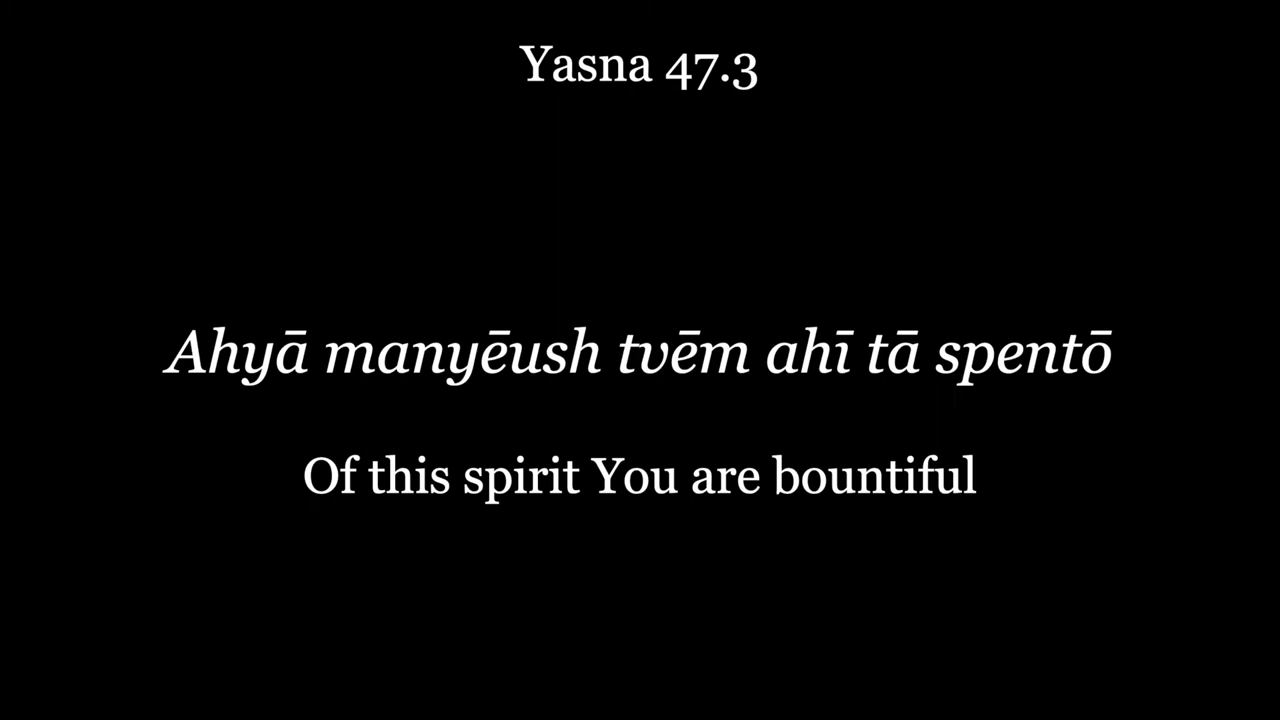 Yasna 47.3
Ahyā manyēush tvēm ahī tā spentō
Of this spirit You are bountiful